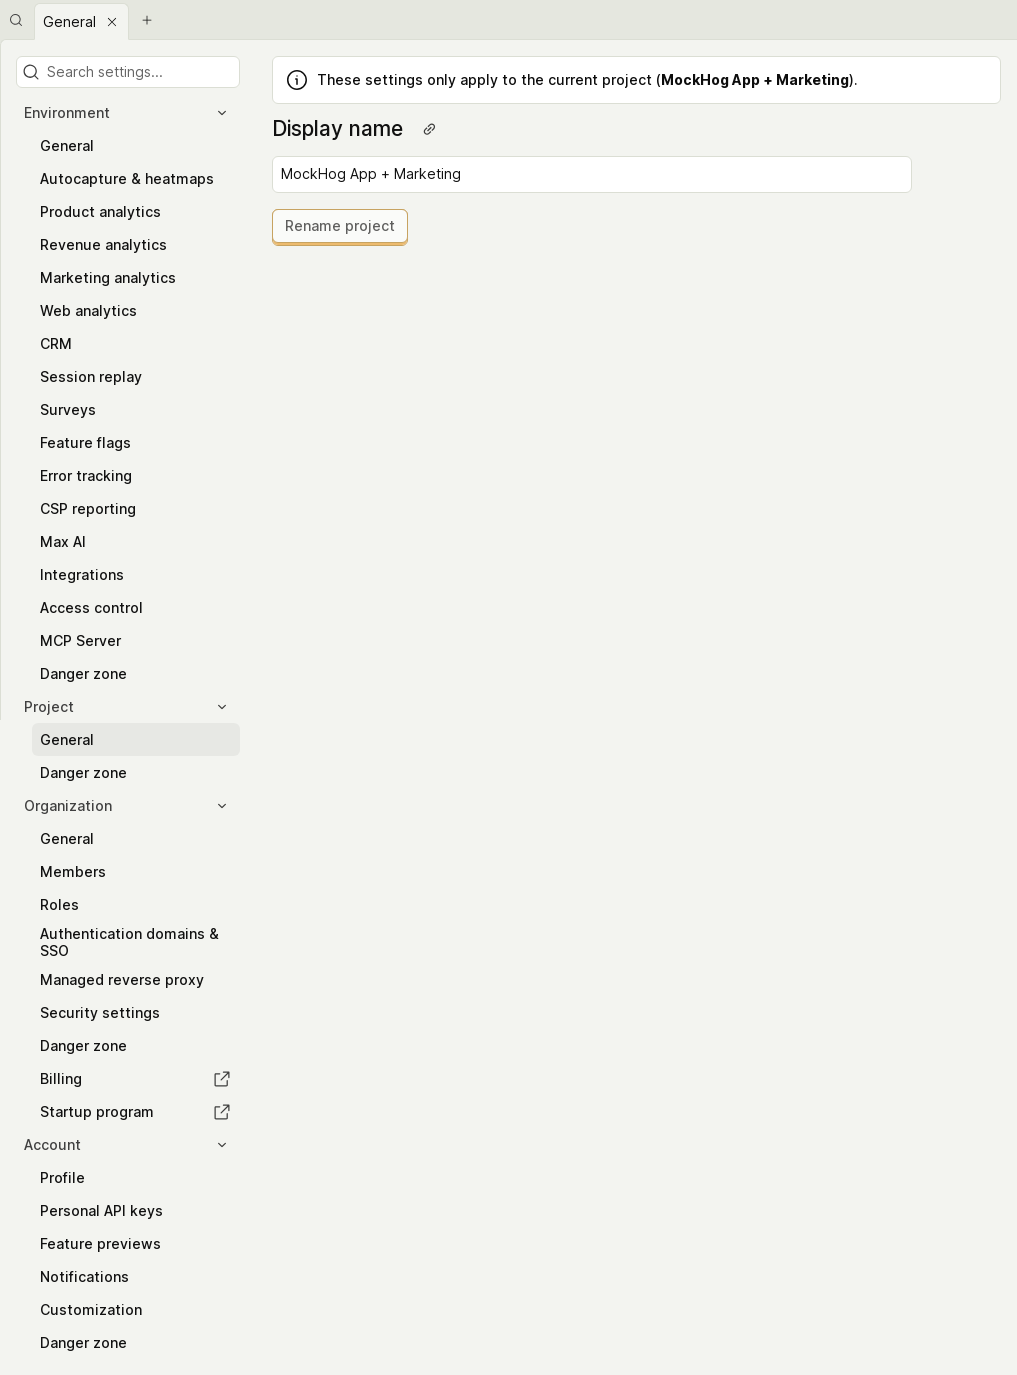 General
Search settings...
Environment
General
Autocapture & heatmaps
Product analytics
Revenue analytics
Marketing analytics
Web analytics
CRM
Session replay
Surveys
Feature flags
Error tracking
CSP reporting
Max AI
Integrations
Access control
MCP Server
Danger zone
Project
General
Danger zone
Organization
General
Members
Roles
Authentication domains &
SSO
Managed reverse proxy
Security settings
Danger zone
Billing
Startup program
Account
Profile
Personal API keys
Feature previews
Notifications
Customization
Danger zone
These settings only apply to the current project (MockHog App + Marketing).
Display name
MockHog App + Marketing
Rename project